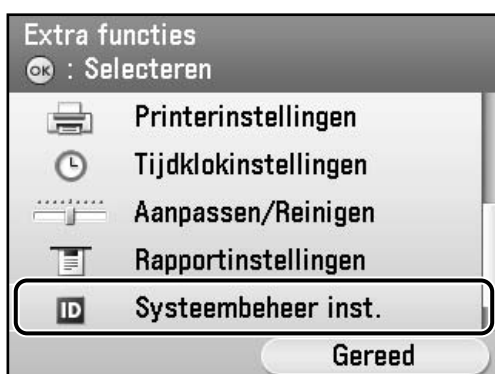 Extra functies
OK : Selecteren
Printerinstellingen
Tijdklokinstellingen
Aanpassen/Reinigen
Rapportinstellingen
ID Systeembeheer inst.
Gereed